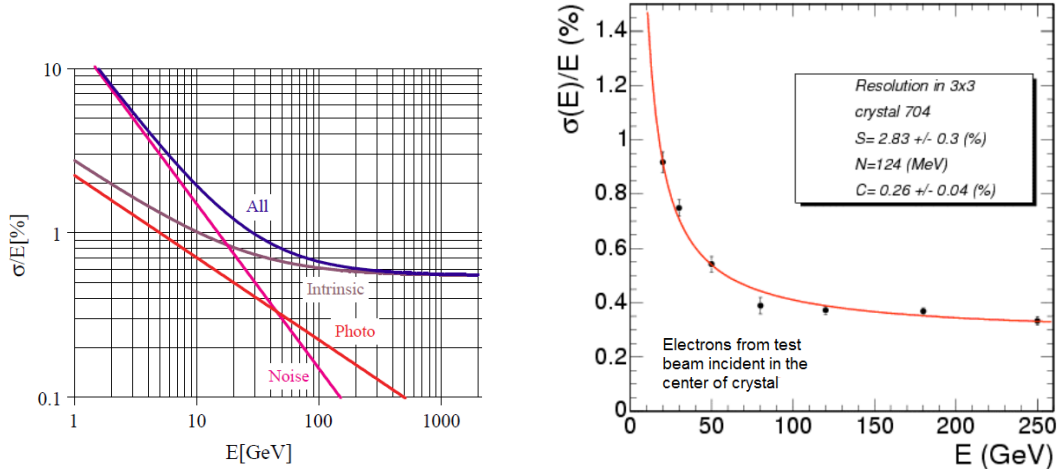 σ/E[%]
10
1
0.1
All
Intrinsic
Photo
Noise
1
10
100
1000
E[GeV]
σ(E)/E (%)
1.4
1.2
1
0.8
0.6
0.4
0.2
0
Resolution in 3x3
crystal 704
S= 2.83 +/- 0.3 (%)
N=124 (MeV)
C= 0.26 +/- 0.04 (%)
Electrons from test
beam incident in the
center of crystal
0
50
100
150
200
250
E (GeV)